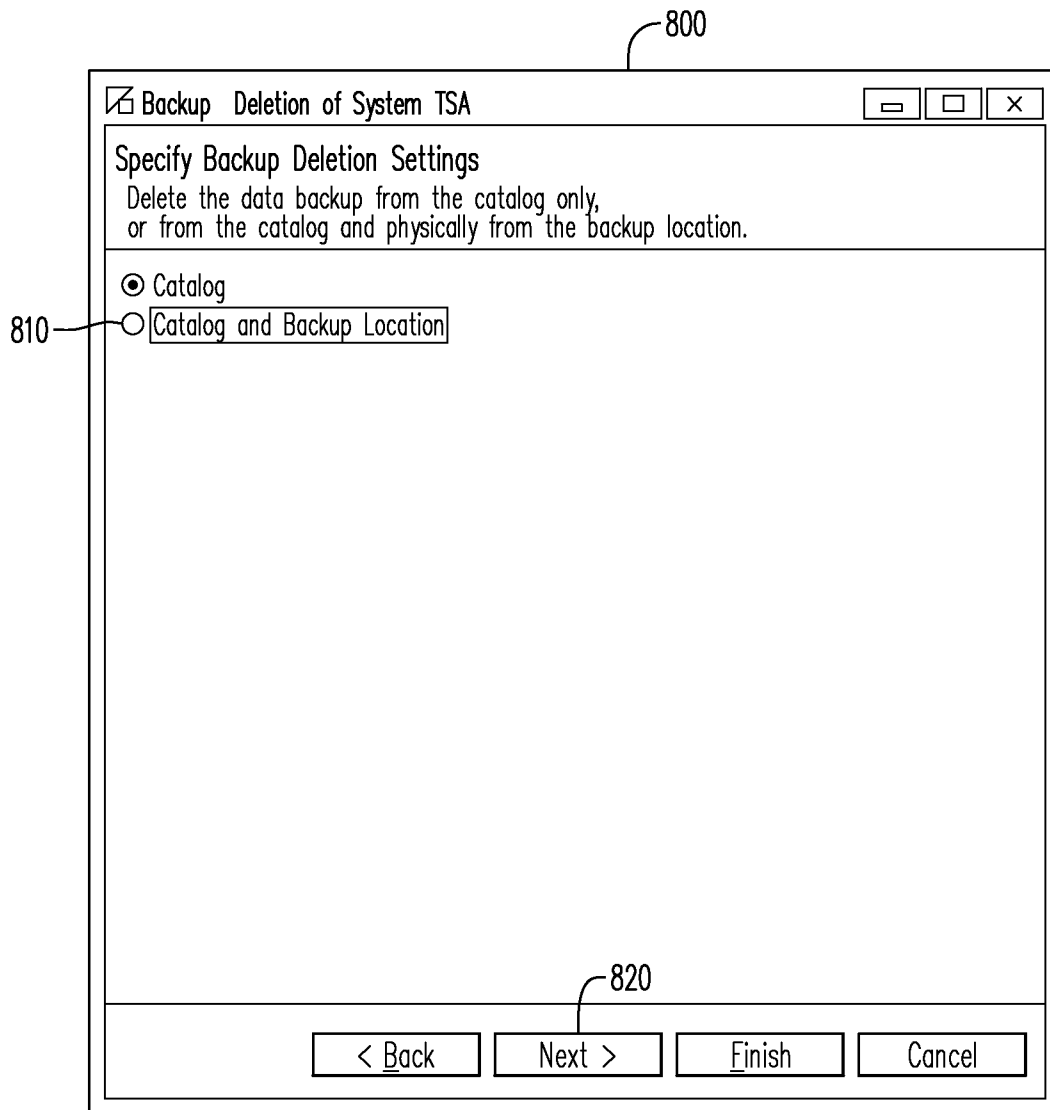 800
Backup Deletion of System TSA
Specify Backup Deletion Settings
Delete the data backup from the catalog only,
or from the catalog and physically from the backup location.
Catalog
810
Catalog and Backup Location
820
< Back
Next >
Finish
Cancel